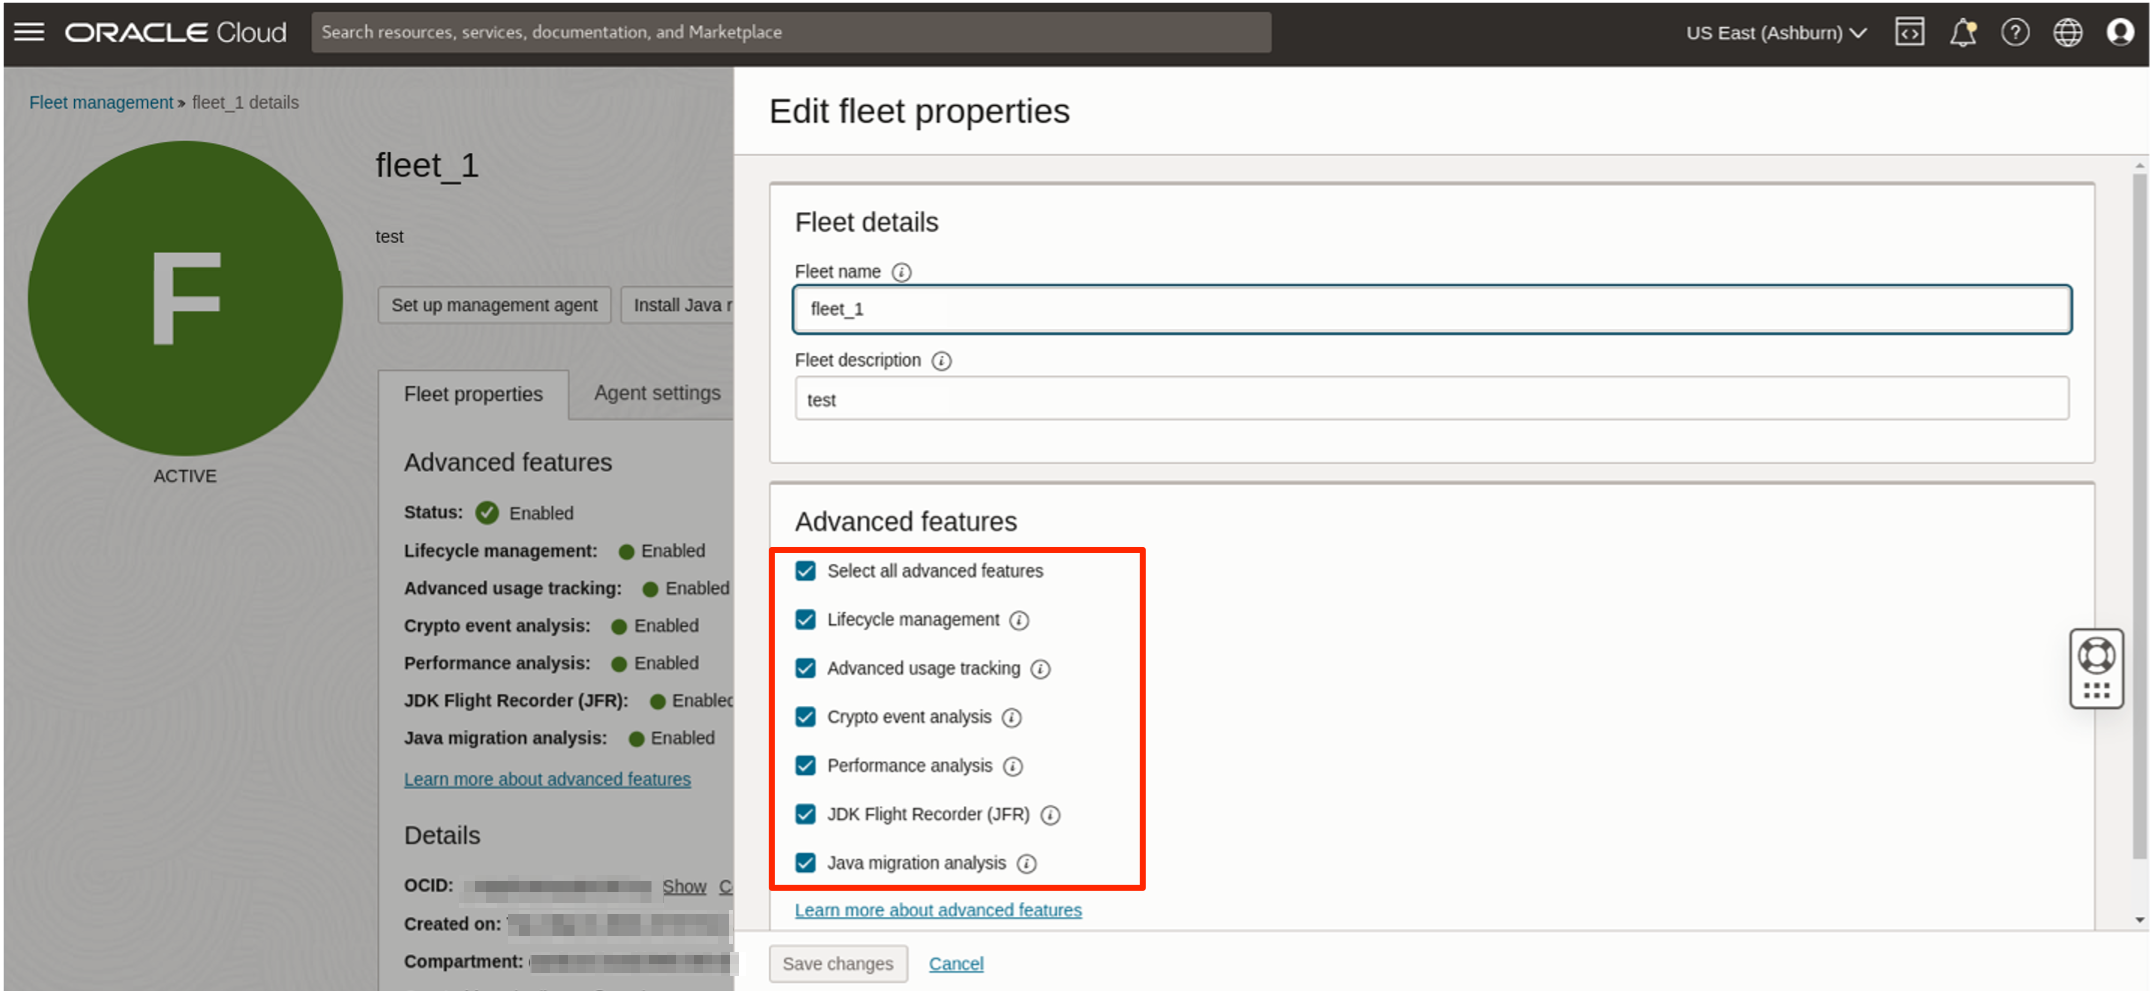 ORACLE Cloud
Search resources, services, documentation, and Marketplace
US East (Ashburn)
Fleet management » fleet_1 details
F
ACTIVE
fleet_1
test
Set up management agent
Install Java r
Fleet properties
Agent settings
Advanced features
Status: Enabled
Lifecycle management: Enabled
Advanced usage tracking: Enabled
Crypto event analysis: Enabled
Performance analysis: Enabled
JDK Flight Recorder (JFR): Enabled
Java migration analysis: Enabled
Learn more about advanced features
Details
OCID: Show C
Created on:
Compartment:
Edit fleet properties
Fleet details
Fleet name
fleet_1
Fleet description
test
Advanced features
Select all advanced features
Lifecycle management
Advanced usage tracking
Crypto event analysis
Performance analysis
JDK Flight Recorder (JFR)
Java migration analysis
Learn more about advanced features
Save changes
Cancel